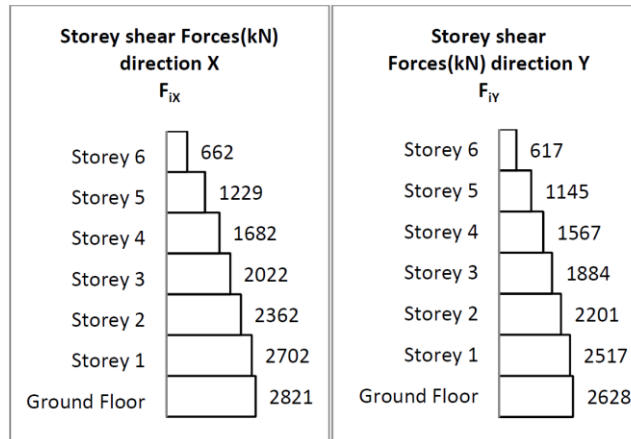 Storey shear Forces(kN)
direction X
FiX
Storey 6 662
Storey 5 1229
Storey 4 1682
Storey 3 2022
Storey 2 2362
Storey 1 2702
Ground Floor 2821
Storey shear
Forces(kN) direction Y
FiY
Storey 6 617
Storey 5 1145
Storey 4 1567
Storey 3 1884
Storey 2 2201
Storey 1 2517
Ground Floor 2628